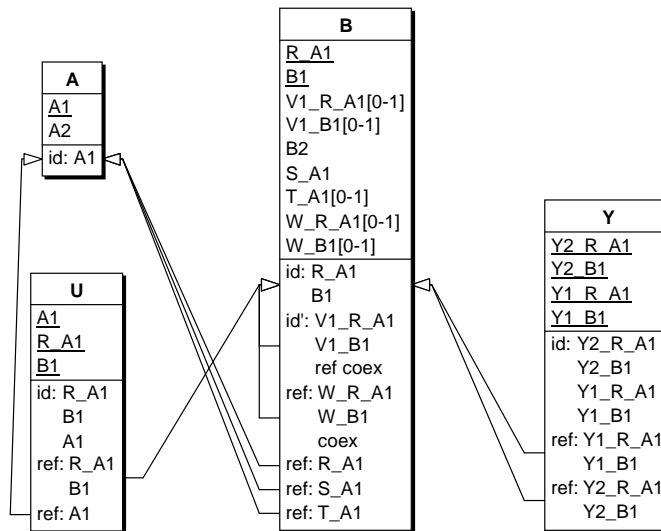 A
A1
A2
id: A1
U
A1
R_A1
B1
id: R_A1
B1
A1
ref: R_A1
B1
ref: A1
B
R_A1
B1
V1_R_A1[0-1]
V1_B1[0-1]
B2
S_A1
T_A1[0-1]
W_R_A1[0-1]
W_B1[0-1]
id: R_A1
B1
id': V1_R_A1
V1_B1
ref coex
ref: W_R_A1
W_B1
coex
ref: R_A1
ref: S_A1
ref: T_A1
Y
Y2_R_A1
Y2_B1
Y1_R_A1
Y1_B1
id: Y2_R_A1
Y2_B1
Y1_R_A1
Y1_B1
ref: Y1_R_A1
Y1_B1
ref: Y2_R_A1
Y2_B1